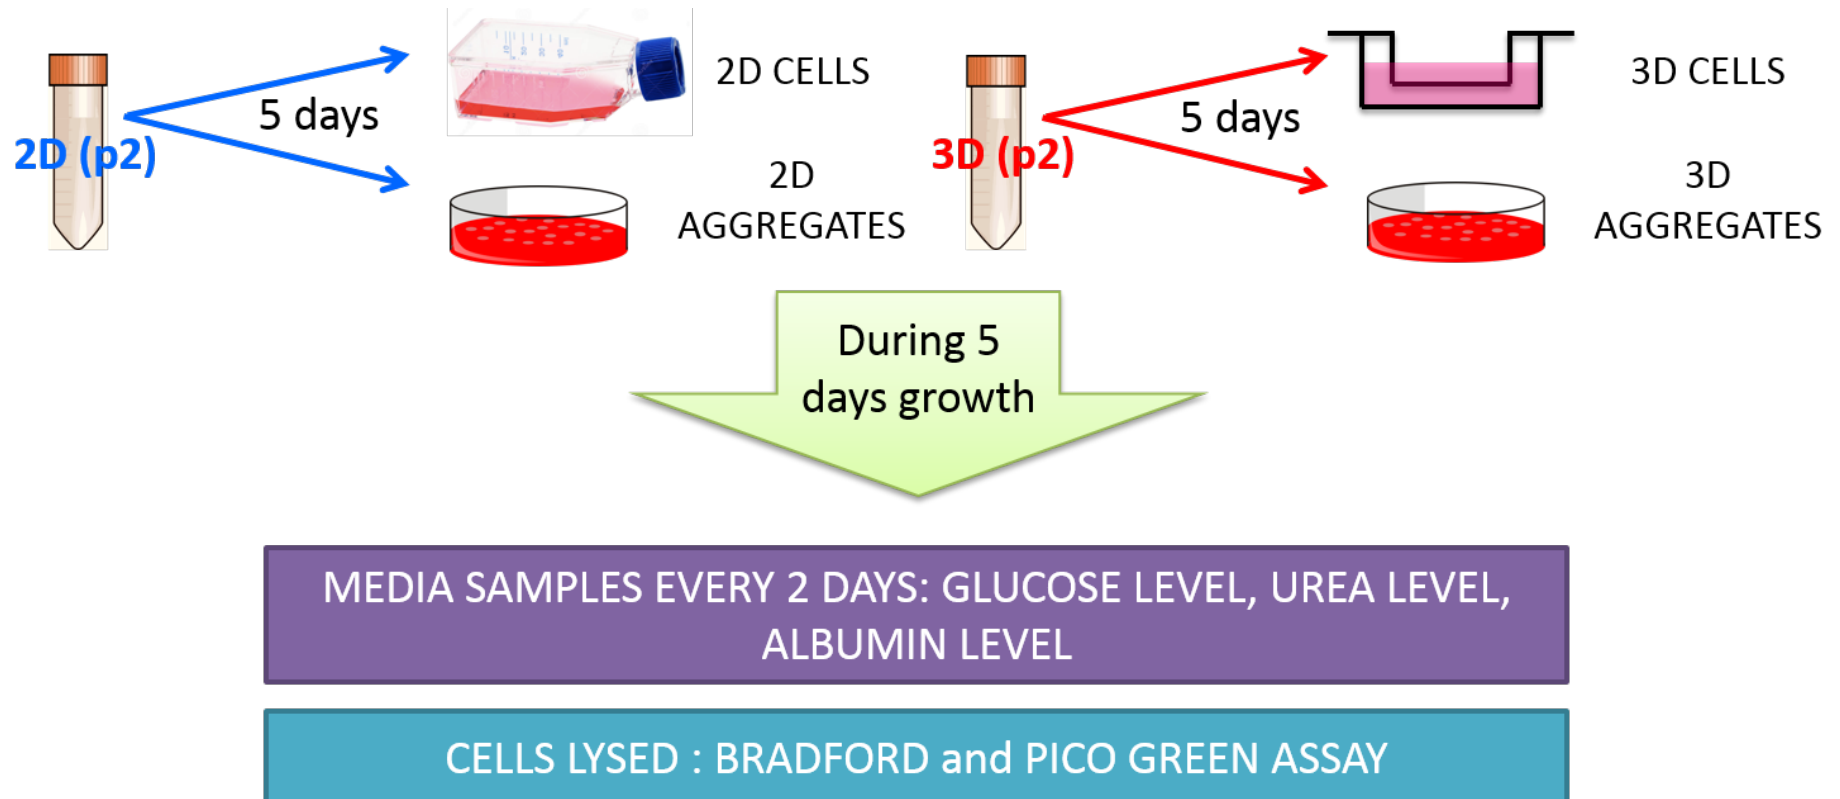 2D (p2)
5 days
2D CELLS
2D
AGGREGATES
3D (p2)
5 days
3D CELLS
3D
AGGREGATES
During 5
days growth
MEDIA SAMPLES EVERY 2 DAYS: GLUCOSE LEVEL, UREA LEVEL,
ALBUMIN LEVEL
CELLS LYSED : BRADFORD and PICO GREEN ASSAY